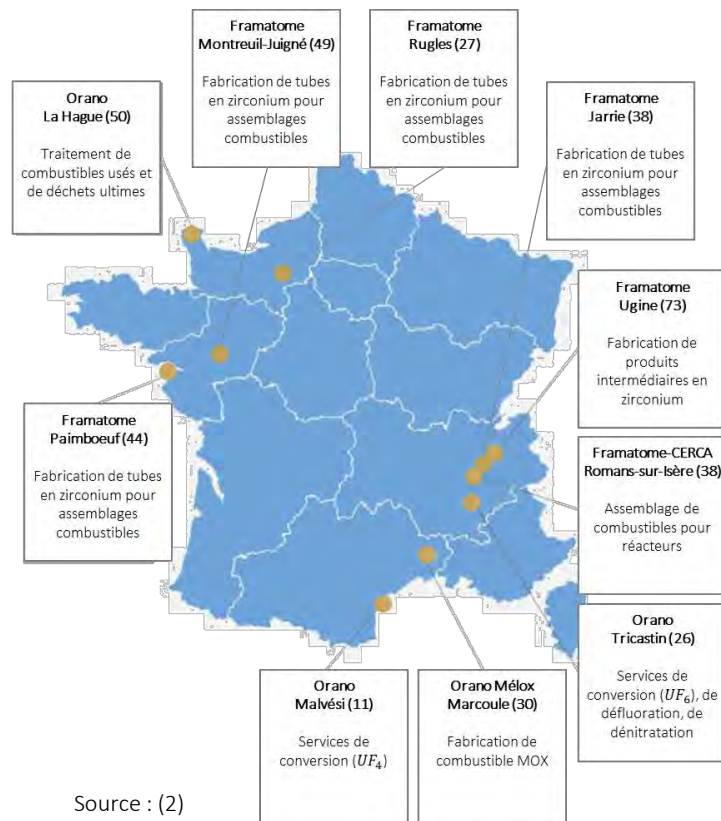 Framatome
Montreuil-Juigné (49)
Fabrication de tubes
en zirconium pour
assemblages
combustibles
Framatome
Rugles (27)
Fabrication de tubes
en zirconium pour
assemblages
combustibles
Orano
La Hague (50)
Traitement de
combustibles usés et
de déchets ultimes
Framatome
Jarrie (38)
Fabrication de tubes
en zirconium pour
assemblages
combustibles
Framatome
Ugine (73)
Fabrication de
produits
intermédiaires en
zirconium
Framatome
Paimboeuf (44)
Fabrication de tubes
en zirconium pour
assemblages
combustibles
Framatome-CERCA
Romans-sur-Isère (38)
Assemblage de
combustibles pour
réacteurs
Orano
Tricastin (26)
Services de
conversion (UF₆), de
défluoration, de
dénitratation
Orano
Malvési (11)
Services de
conversion (UF₄)
Orano Mélox
Marcoule (30)
Fabrication de
combustible MOX
Source : (2)